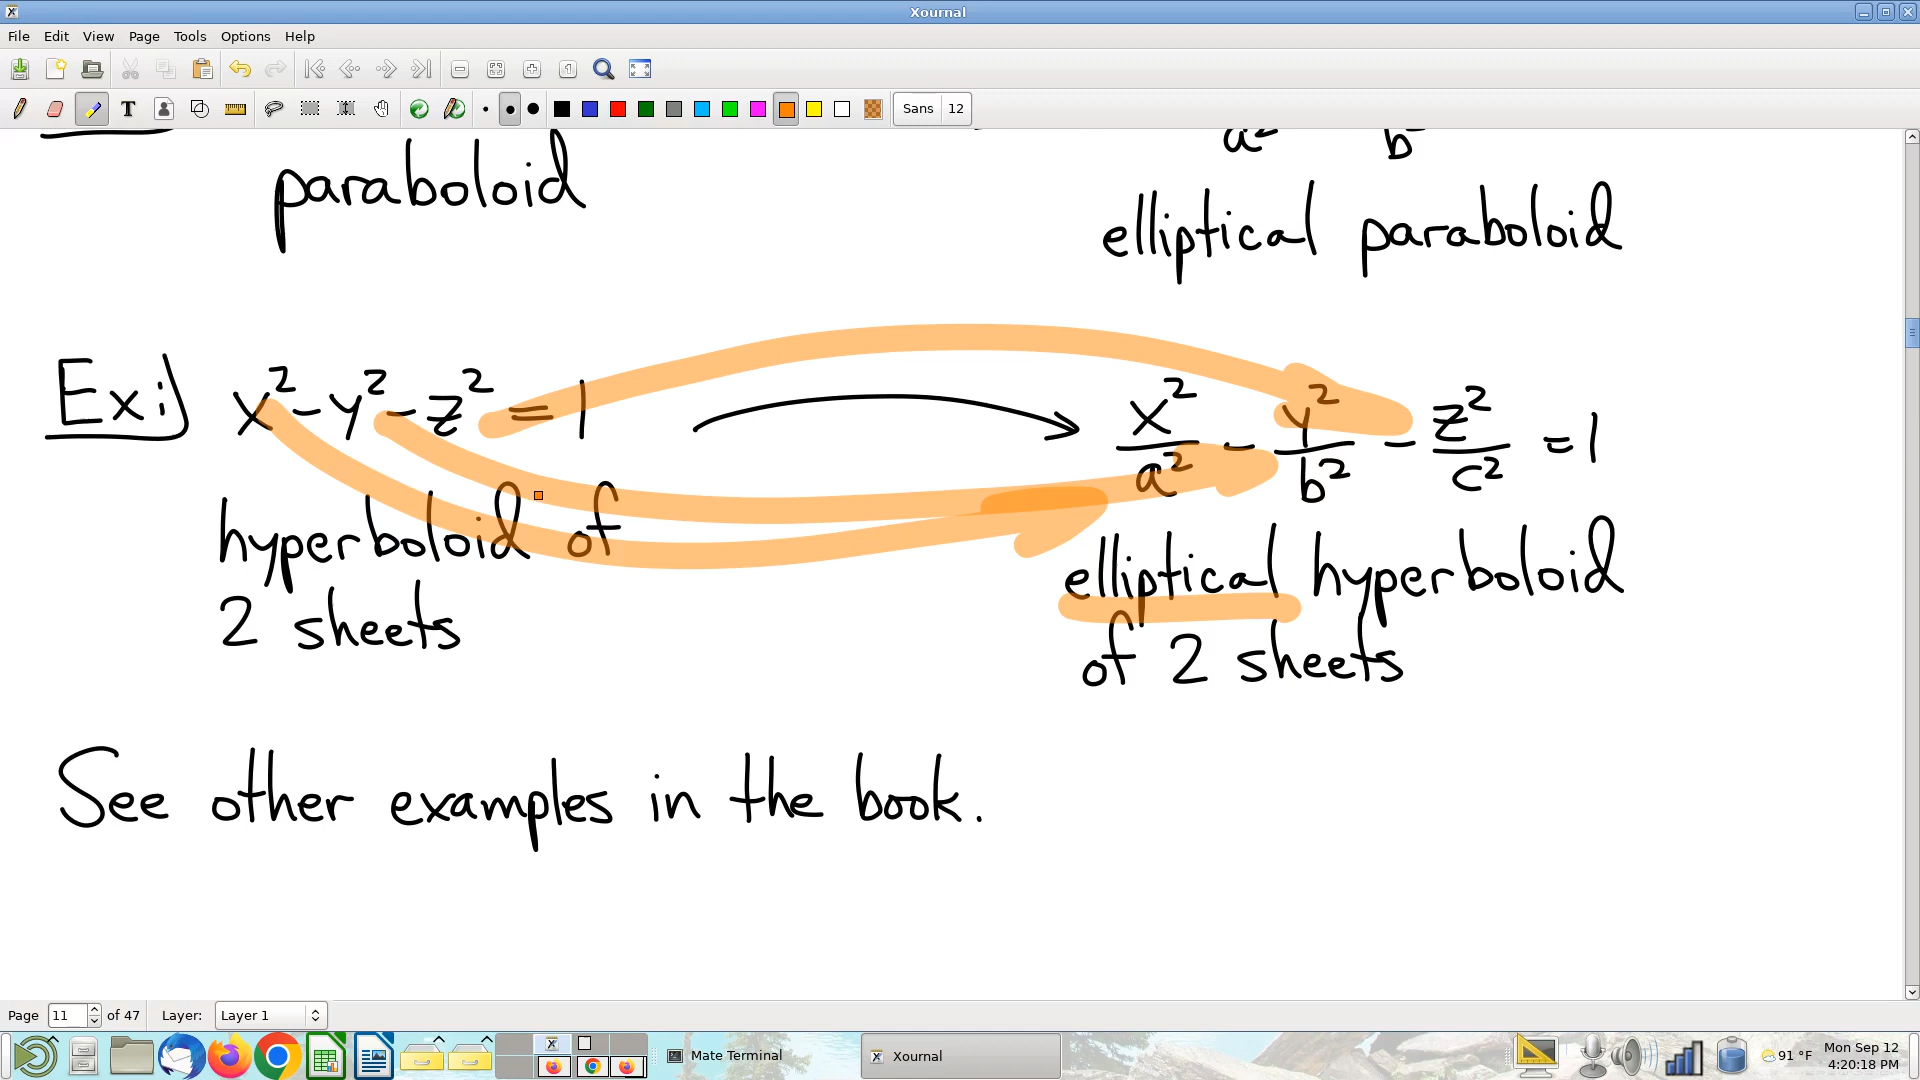 Xournal
File Edit View Page Tools Options Help
Sans 12
a² b²
paraboloid
elliptical paraboloid
Ex:) x² - y² - z² = 1
x²/a² - y²/b² - z²/c² = 1
hyperboloid of
2 sheets
elliptical hyperboloid
of 2 sheets
See other examples in the book.
Page 11 of 47 Layer: Layer 1
Mate Terminal
Xournal
91 °F
Mon Sep 12
4:20:18 PM